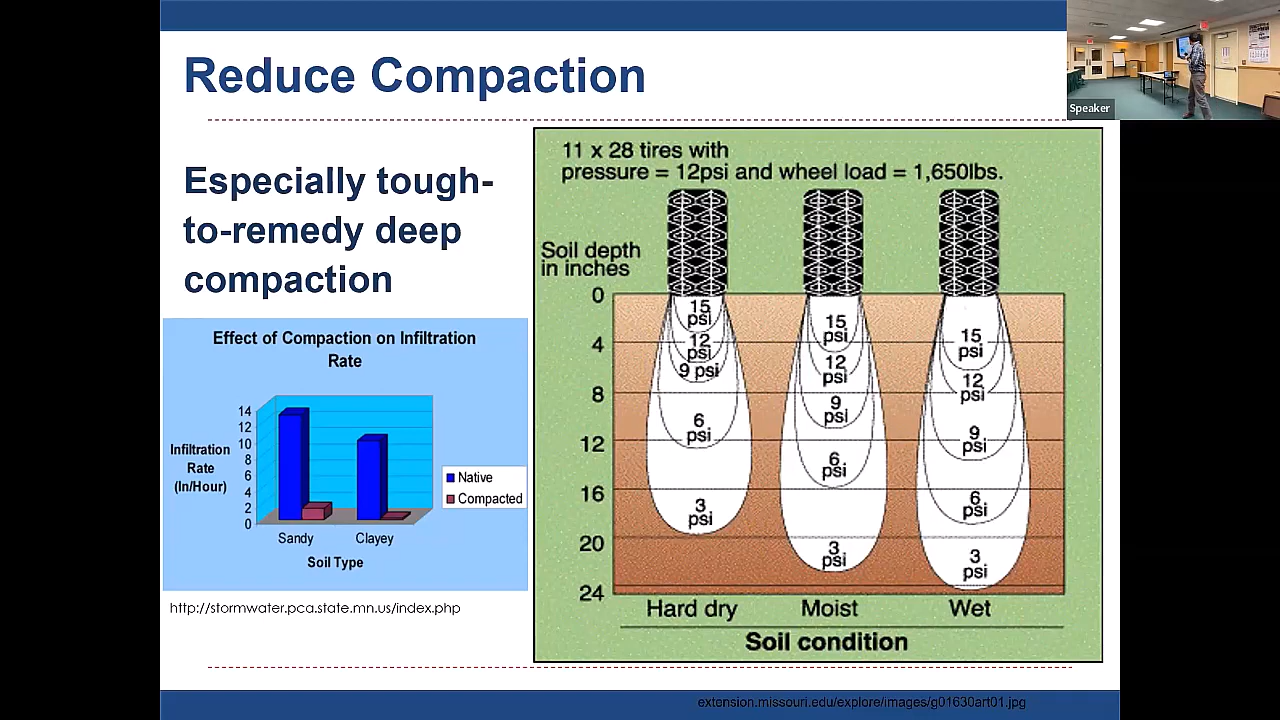 Reduce Compaction
Speaker
Especially tough-
to-remedy deep
compaction
Effect of Compaction on Infiltration
Rate
14
12
10
8
6
4
2
0
Infiltration
Rate
(In/Hour)
Native
Compacted
Sandy
Clayey
Soil Type
http://stormwater.pca.state.mn.us/index.php
11 x 28 tires with
pressure = 12psi and wheel load = 1,650lbs.
Soil depth
in inches
0
4
8
12
16
20
24
15
psi
12
psi
9 psi
6
psi
3
psi
15
psi
12
psi
9
psi
6
psi
3
psi
15
psi
12
psi
9
psi
6
psi
3
psi
Hard dry
Moist
Wet
Soil condition
extension.missouri.edu/explore/images/g01630art01.jpg